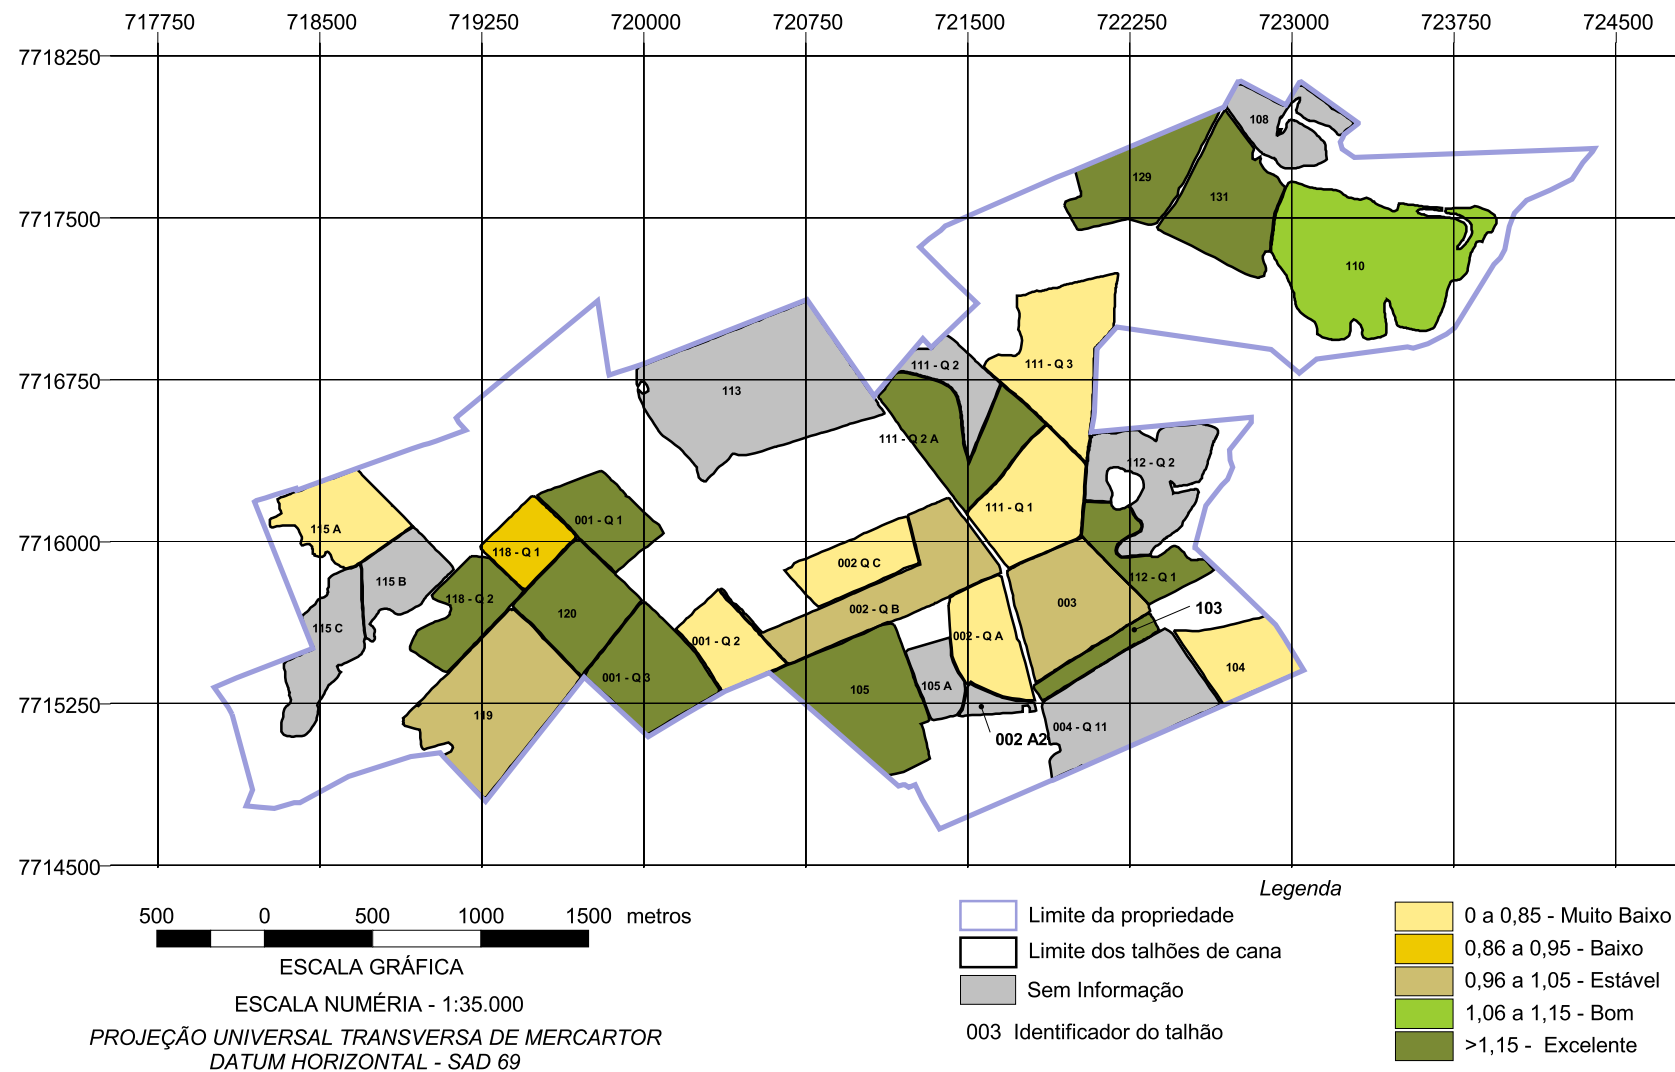 717750 718500 719250 720000 720750 721500 722250 723000 723750 724500
7718250
7717500
7716750
7716000
7715250
7714500
108
129
131
110
111 - Q 2
111 - Q 3
113
111 - Q 2 A
112 - Q 2
111 - Q 1
115 A
001 - Q 1
118 - Q 1
002 Q C
115 B
112 - Q 1
118 - Q 2
120
002 - Q B
003
103
115 C
001 - Q 2
002 - Q A
104
001 - Q 3
105
105 A
119
004 - Q 11
002 A2
Legenda
500 0 500 1000 1500 metros
ESCALA GRÁFICA
ESCALA NUMÉRIA - 1:35.000
PROJEÇÃO UNIVERSAL TRANSVERSA DE MERCARTOR
DATUM HORIZONTAL - SAD 69
Limite da propriedade
Limite dos talhões de cana
Sem Informação
003 Identificador do talhão
0 a 0,85 - Muito Baixo
0,86 a 0,95 - Baixo
0,96 a 1,05 - Estável
1,06 a 1,15 - Bom
>1,15 - Excelente